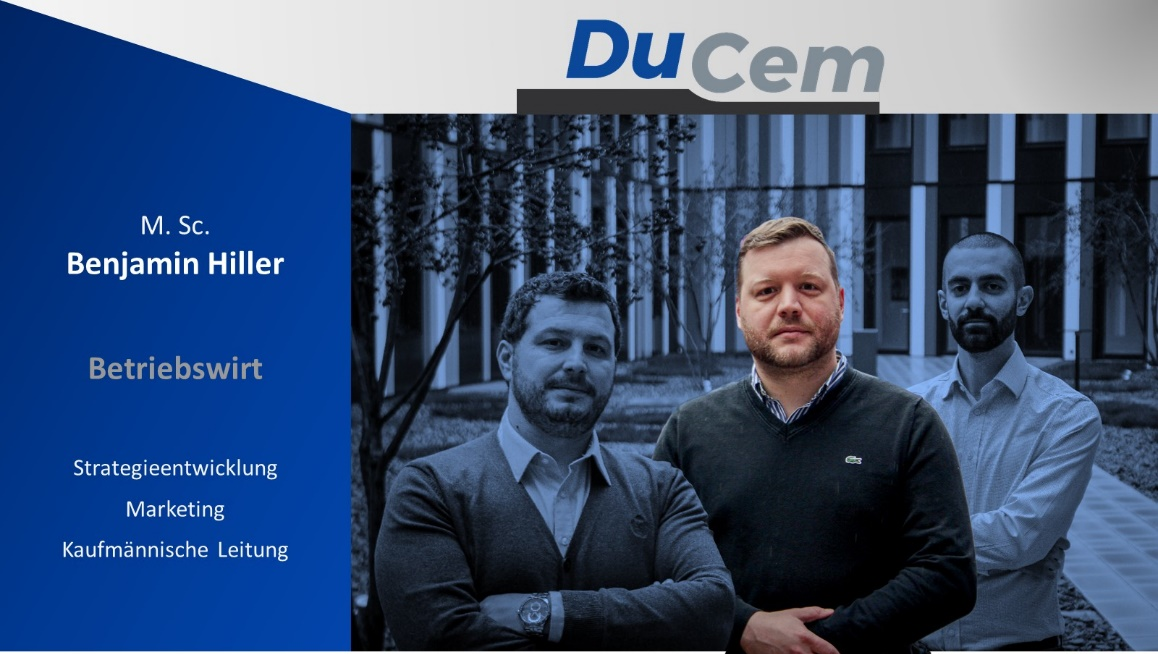 DuCem
M. Sc.
Benjamin Hiller
Betriebswirt
Strategieentwicklung
Marketing
Kaufmännische Leitung